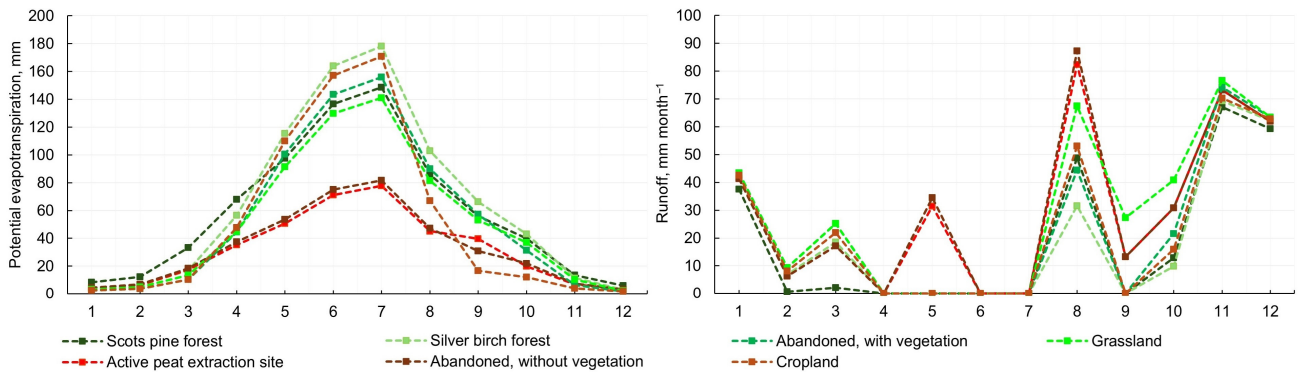 Potential evapotranspiration, mm
200
180
160
140
120
100
80
60
40
20
0
1 2 3 4 5 6 7 8 9 10 11 12
Runoff, mm month⁻¹
100
90
80
70
60
50
40
30
20
10
0
1 2 3 4 5 6 7 8 9 10 11 12
Scots pine forest
Silver birch forest
Abandoned, with vegetation
Grassland
Active peat extraction site
Abandoned, without vegetation
Cropland